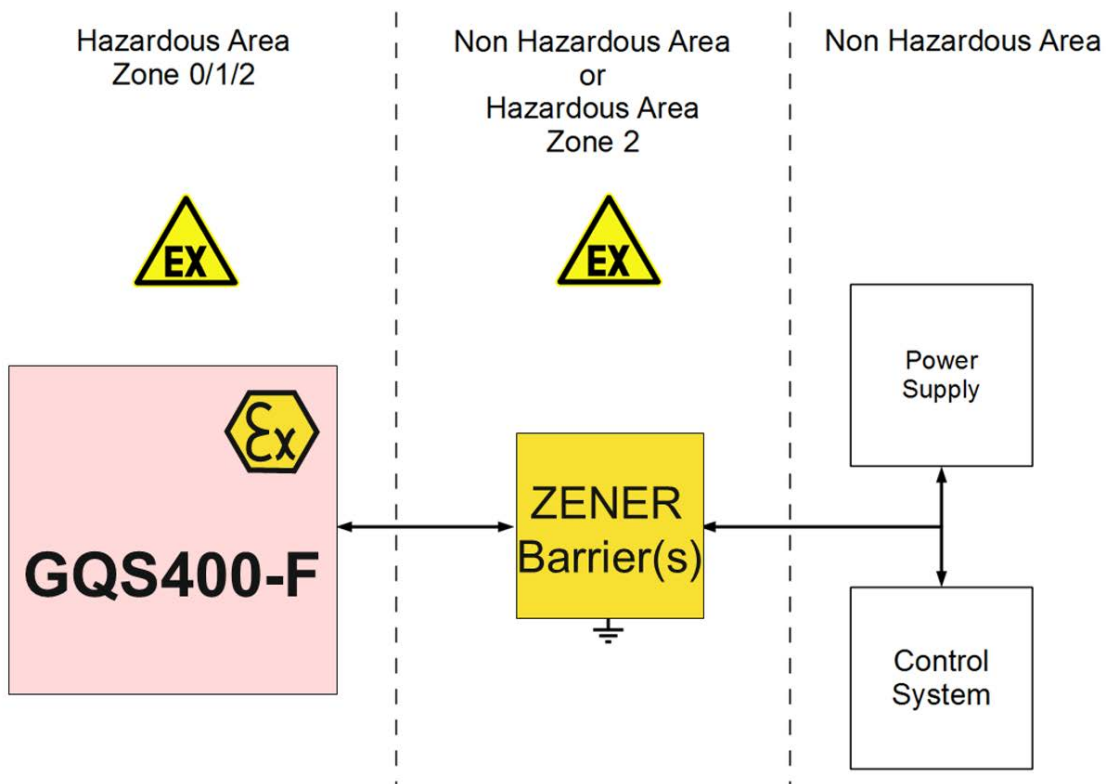 Hazardous Area
Zone 0/1/2
Non Hazardous Area
or
Hazardous Area
Zone 2
Non Hazardous Area
EX
EX
Power
Supply
Ex
GQS400-F
ZENER
Barrier(s)
Control
System